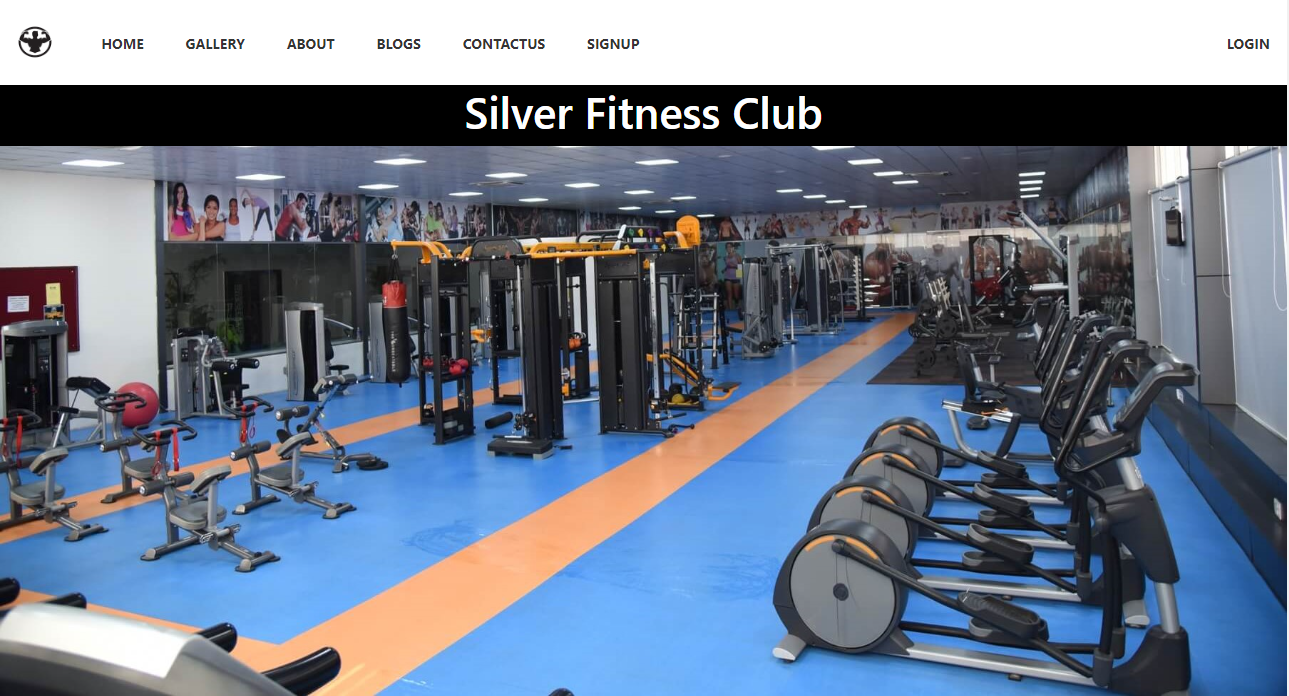 HOME GALLERY ABOUT BLOGS CONTACTUS SIGNUP LOGIN
Silver Fitness Club